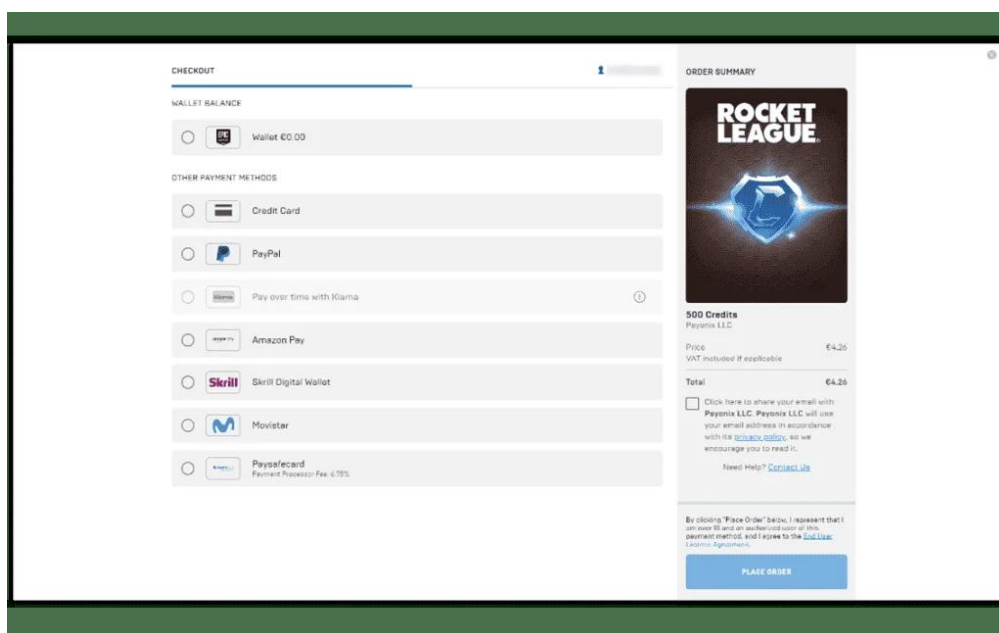 CHECKOUT
WALLET BALANCE
EPIC
Wallet €0.00
OTHER PAYMENT METHODS
Credit Card
PayPal
Klarna
Pay over time with Klarna
Amazon Pay
Skrill
Skrill Digital Wallet
Movistar
Paysafecard
Payment Processor Fee: 6.75%
ORDER SUMMARY
ROCKET
LEAGUE
500 Credits
Psyonix LLC
Price €4.26
VAT included if applicable
Total €4.26
Click here to share your email with
Psyonix LLC. Psyonix LLC will use
your email address in accordance
with its privacy policy, so we
encourage you to read it.
Need Help? Contact Us
By clicking "Place Order" below, I represent that I
am over 18 and an authorized user of this
payment method, and I agree to the End User
License Agreement.
PLACE ORDER